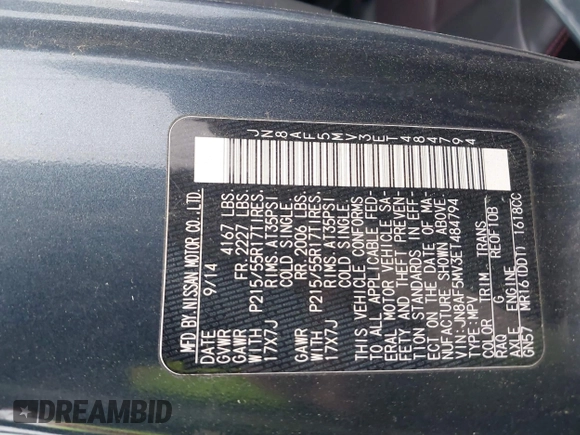 JN8AF5MV3ET484794
MFD.BY.NISSAN MOTOR CO.,LTD.
DATE 9/14
GVWR 4167 LBS.
GAWR FR.2227 LBS.
WITH P215/55R17TIRES.
17X7J RIMS.AT35PSI
COLD SINGLE.
GAWR RR.2006 LBS.
WITH P215/55R17TIRES.
17X7J RIMS.AT35PSI
COLD SINGLE.
THIS VEHICLE CONFORMS
TO ALL APPLICABLE FED-
ERAL MOTOR VEHICLE SA-
FETY AND THEFT PREVEN-
TION STANDARDS IN EFF-
ECT ON THE DATE OF MA-
NUFACTURE SHOWN ABOVE.
VIN:JN8AF5MV3ET484794
TYPE:MPV
COLOR TRIM TRANS
RAQ G RE0F10B
AXLE ENGINE
GN57 MR16(DDT) 1618CC
DREAMBID